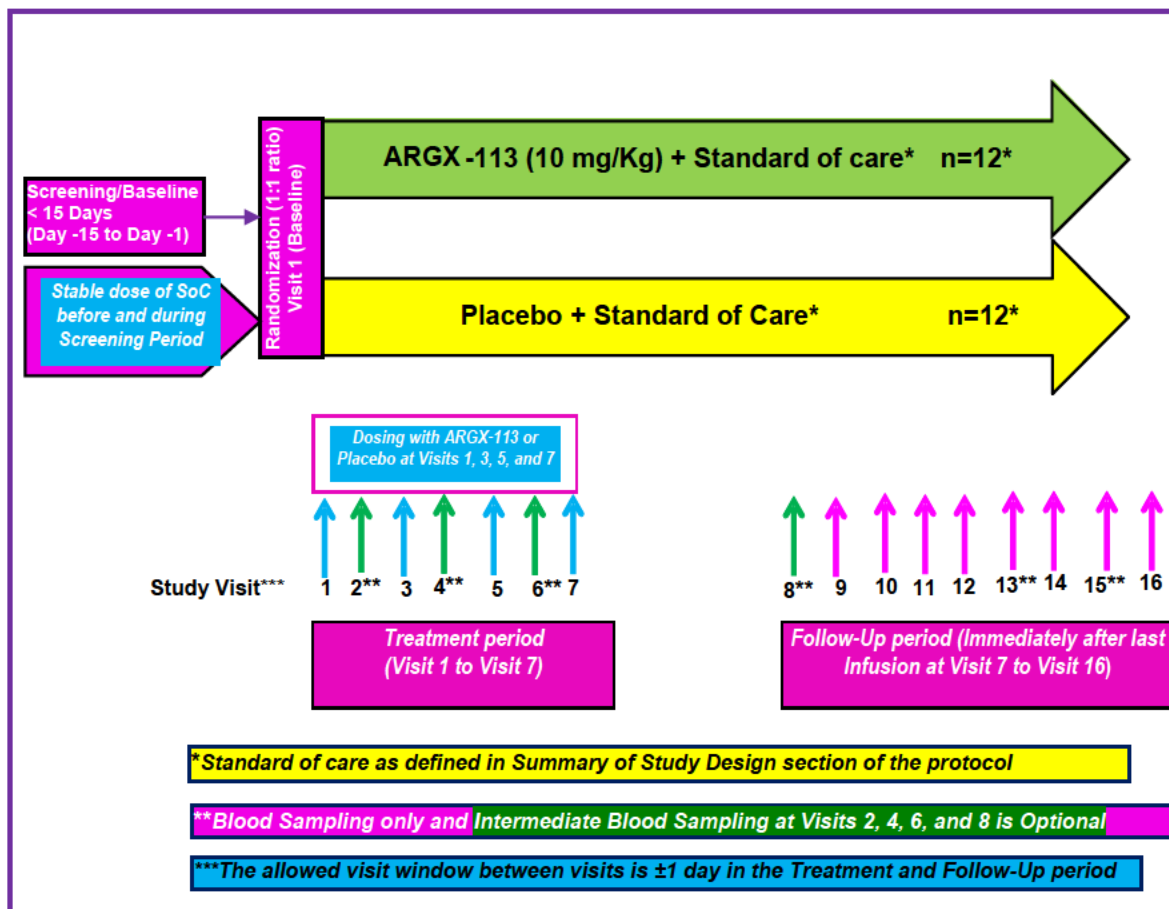 ARGX -113 (10 mg/Kg) + Standard of care* n=12*
Screening/Baseline
< 15 Days
(Day -15 to Day -1)
Randomization (1:1 ratio)
Visit 1 (Baseline)
Stable dose of SoC
before and during
Screening Period
Placebo + Standard of Care* n=12*
Dosing with ARGX-113 or
Placebo at Visits 1, 3, 5, and 7
Study Visit*** 1 2** 3 4** 5 6** 7 8** 9 10 11 12 13** 14 15** 16
Treatment period
(Visit 1 to Visit 7)
Follow-Up period (Immediately after last
Infusion at Visit 7 to Visit 16)
*Standard of care as defined in Summary of Study Design section of the protocol
**Blood Sampling only and Intermediate Blood Sampling at Visits 2, 4, 6, and 8 is Optional
***The allowed visit window between visits is ±1 day in the Treatment and Follow-Up period